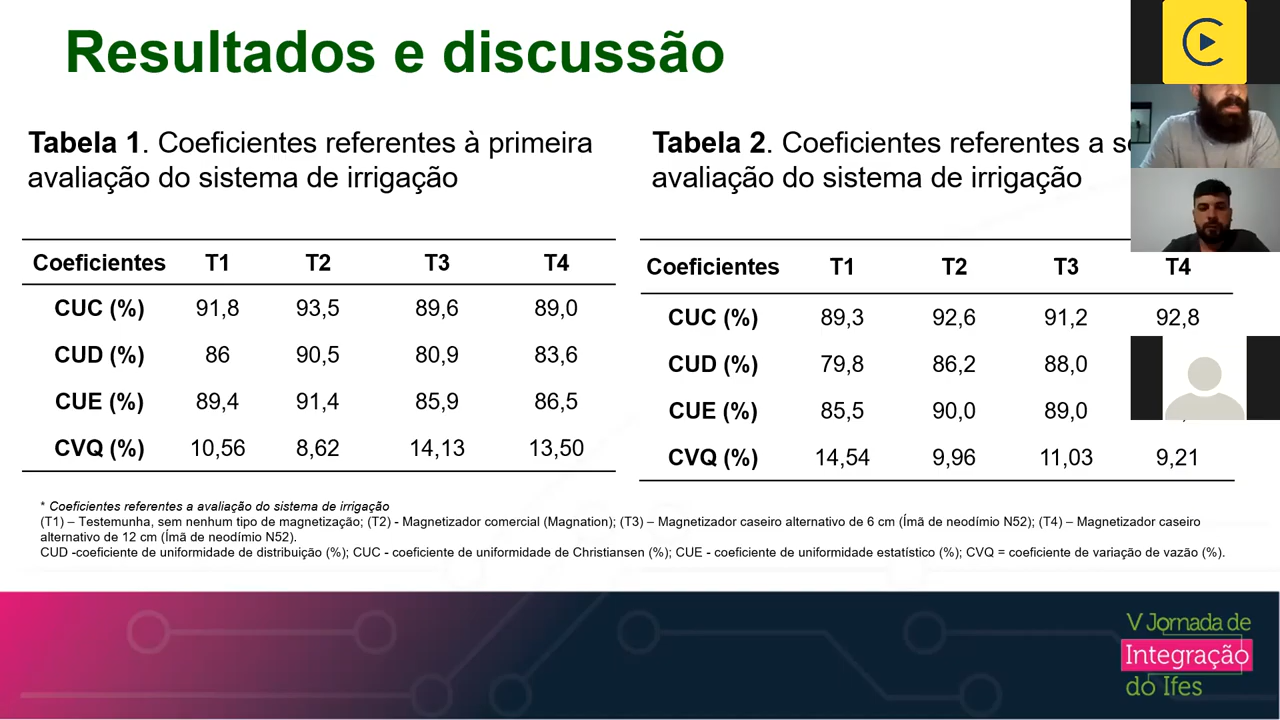 Resultados e discussão
Tabela 1. Coeficientes referentes à primeira
avaliação do sistema de irrigação
Coeficientes T1 T2 T3 T4
CUC (%) 91,8 93,5 89,6 89,0
CUD (%) 86 90,5 80,9 83,6
CUE (%) 89,4 91,4 85,9 86,5
CVQ (%) 10,56 8,62 14,13 13,50
Tabela 2. Coeficientes referentes a
avaliação do sistema de irrigação
Coeficientes T1 T2 T3 T4
CUC (%) 89,3 92,6 91,2 92,8
CUD (%) 79,8 86,2 88,0
CUE (%) 85,5 90,0 89,0
CVQ (%) 14,54 9,96 11,03 9,21
* Coeficientes referentes a avaliação do sistema de irrigação
(T1) – Testemunha, sem nenhum tipo de magnetização; (T2) - Magnetizador comercial (Magnation); (T3) – Magnetizador caseiro alternativo de 6 cm (Ímã de neodímio N52); (T4) – Magnetizador caseiro
alternativo de 12 cm (Ímã de neodímio N52).
CUD -coeficiente de uniformidade de distribuição (%); CUC - coeficiente de uniformidade de Christiansen (%); CUE - coeficiente de uniformidade estatístico (%); CVQ = coeficiente de variação de vazão (%).
V Jornada de
Integração
do Ifes